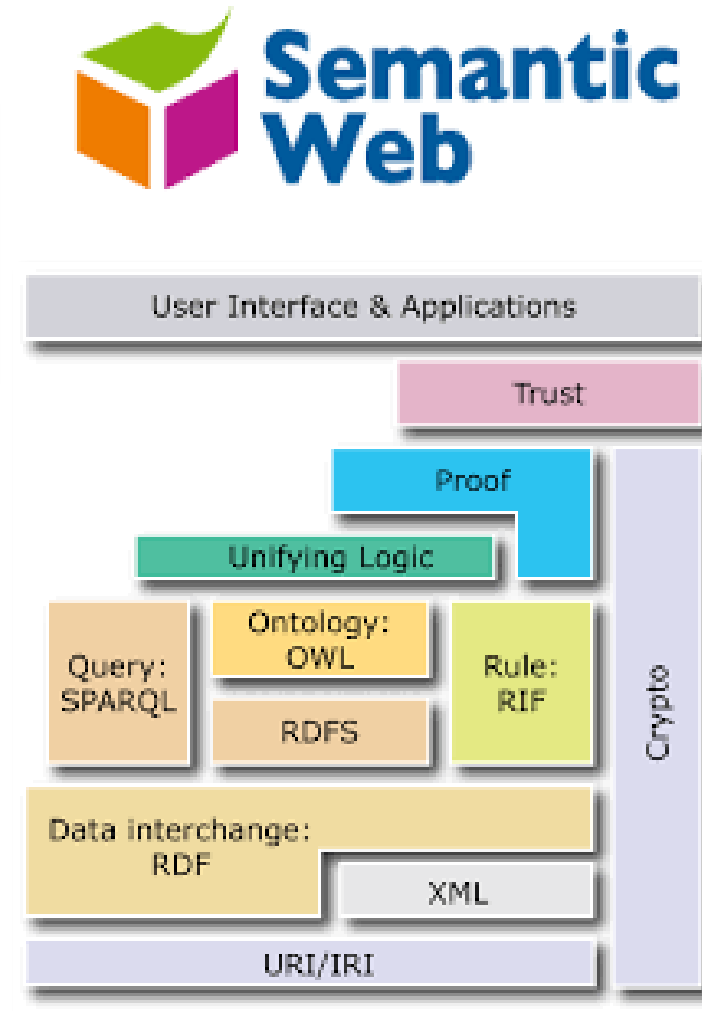 Semantic
Web
User Interface & Applications
Trust
Proof
Unifying Logic
Query:
SPARQL
Ontology:
OWL
RDFS
Rule:
RIF
Crypto
Data interchange:
RDF
XML
URI/IRI